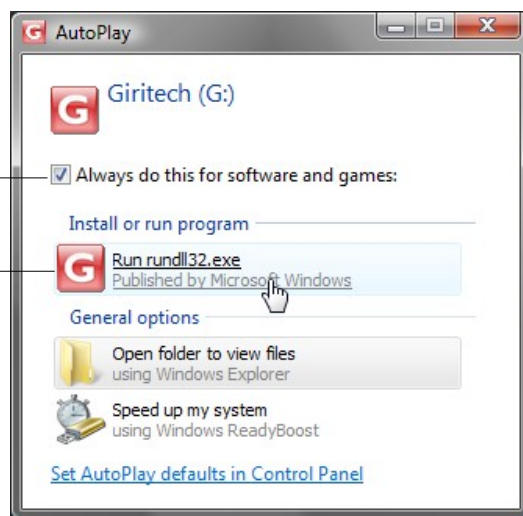 AutoPlay
Giritech (G:)
Always do this for software and games:
Install or run program
Run rundll32.exe
Published by Microsoft Windows
General options
Open folder to view files
using Windows Explorer
Speed up my system
using Windows ReadyBoost
Set AutoPlay defaults in Control Panel